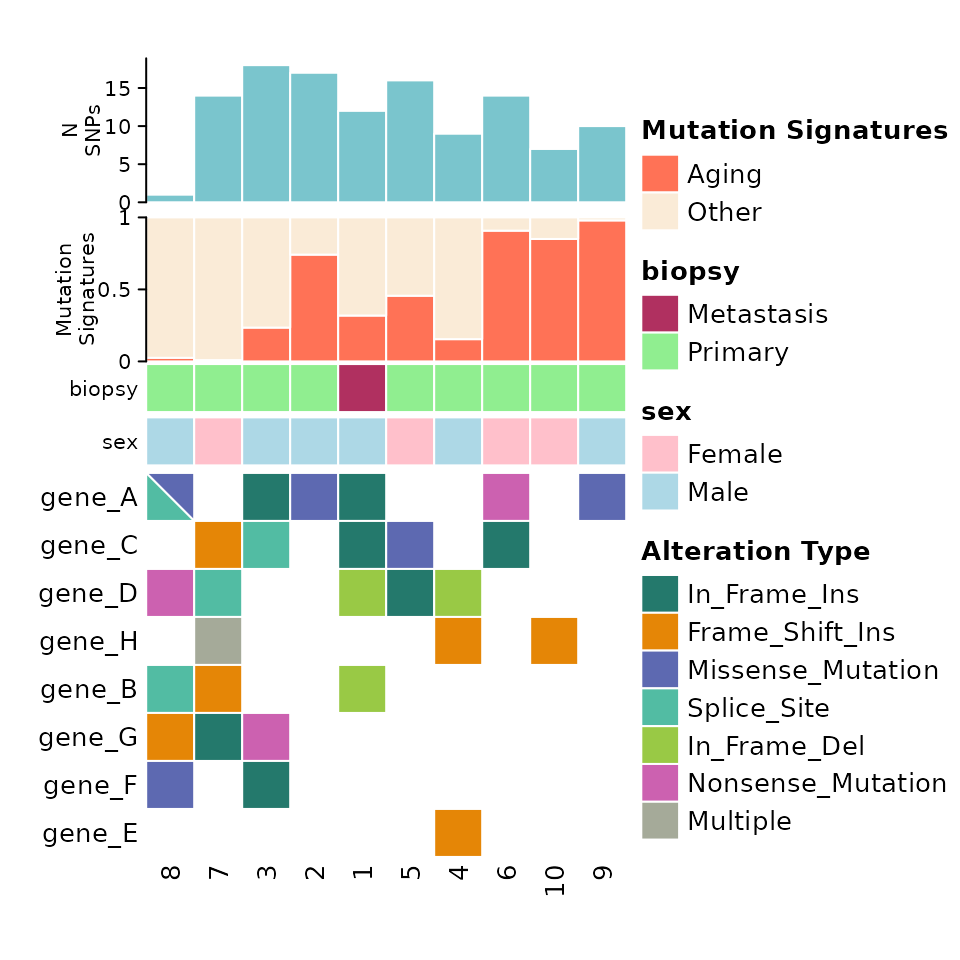 N
SNPs
15
10
5
0
Mutation
Signatures
1
0.5
0
biopsy
sex
gene_A
gene_C
gene_D
gene_H
gene_B
gene_G
gene_F
gene_E
8 7 3 2 1 5 4 6 10 9
Mutation Signatures
Aging
Other
biopsy
Metastasis
Primary
sex
Female
Male
Alteration Type
In_Frame_Ins
Frame_Shift_Ins
Missense_Mutation
Splice_Site
In_Frame_Del
Nonsense_Mutation
Multiple